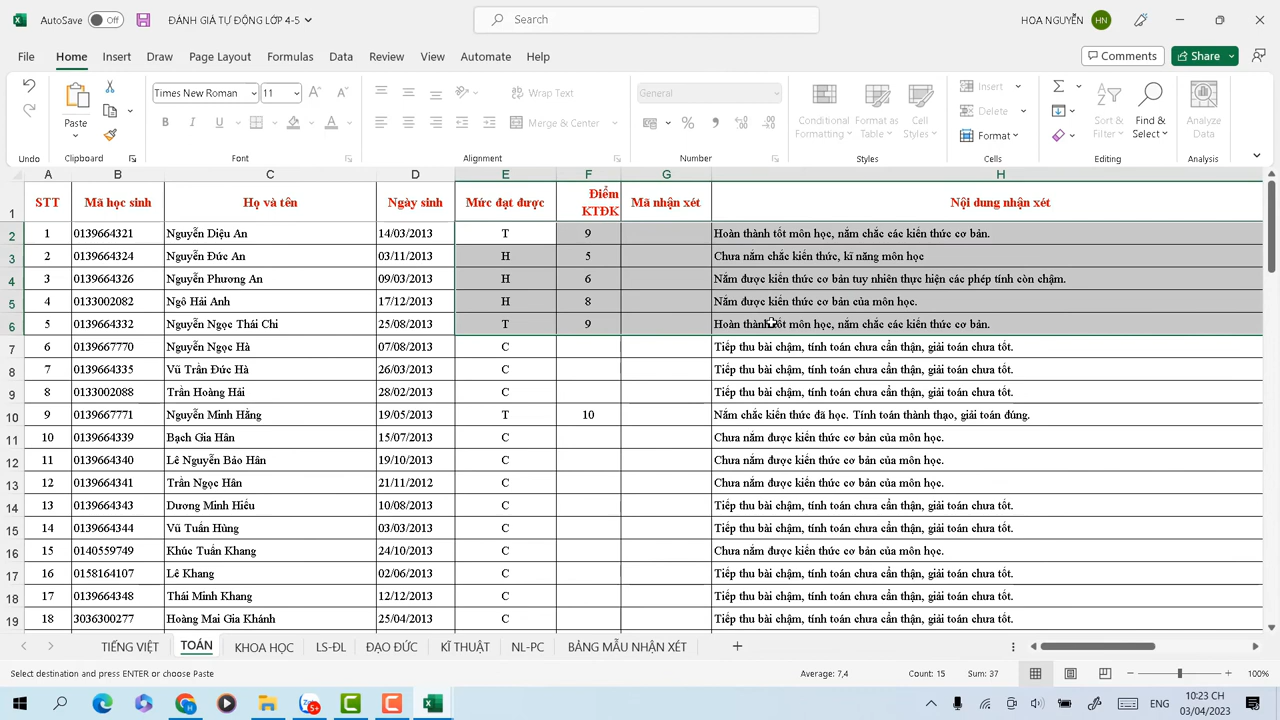 AutoSave Off ĐÁNH GIÁ TỰ ĐỘNG LỚP 4-5 Search HOA NGUYỄN HN
File Home Insert Draw Page Layout Formulas Data Review View Automate Help Comments Share
Paste Times New Roman 11 Wrap Text General Conditional Formatting Format as Table Cell Styles Insert Sort & Filter Find & Select Analyze Data
B I U Merge & Center Delete Format
Undo Clipboard Font Alignment Number Styles Cells Editing Analysis
A B C D E F G H
1 STT Mã học sinh Họ và tên Ngày sinh Mức đạt được Điểm KTĐK Mã nhận xét Nội dung nhận xét
2 1 0139664321 Nguyễn Diệu An 14/03/2013 T 9 Hoàn thành tốt môn học, nắm chắc các kiến thức cơ bản.
3 2 0139664324 Nguyễn Đức An 03/11/2013 H 5 Chưa nắm chắc kiến thức, kĩ năng môn học
4 3 0139664326 Nguyễn Phương An 09/03/2013 H 6 Nắm được kiến thức cơ bản tuy nhiên thực hiện các phép tính còn chậm.
5 4 0133002082 Ngô Hải Anh 17/12/2013 H 8 Nắm được kiến thức cơ bản của môn học.
6 5 0139664332 Nguyễn Ngọc Thái Chi 25/08/2013 T 9 Hoàn thành tốt môn học, nắm chắc các kiến thức cơ bản.
7 6 0139667770 Nguyễn Ngọc Hà 07/08/2013 C Tiếp thu bài chậm, tính toán chưa cẩn thận, giải toán chưa tốt.
8 7 0139664335 Vũ Trần Đức Hà 26/03/2013 C Tiếp thu bài chậm, tính toán chưa cẩn thận, giải toán chưa tốt.
9 8 0133002088 Trần Hoàng Hải 28/02/2013 C Tiếp thu bài chậm, tính toán chưa cẩn thận, giải toán chưa tốt.
10 9 0139667771 Nguyễn Minh Hằng 19/05/2013 T 10 Nắm chắc kiến thức đã học. Tính toán thành thạo, giải toán đúng.
11 10 0139664339 Bạch Gia Hân 15/07/2013 C Chưa nắm được kiến thức cơ bản của môn học.
12 11 0139664340 Lê Nguyễn Bảo Hân 19/10/2013 C Chưa nắm được kiến thức cơ bản của môn học.
13 12 0139664341 Trần Ngọc Hân 21/11/2012 C Chưa nắm được kiến thức cơ bản của môn học.
14 13 0139664343 Dương Minh Hiếu 10/08/2013 C Tiếp thu bài chậm, tính toán chưa cẩn thận, giải toán chưa tốt.
15 14 0139664344 Vũ Tuấn Hùng 03/03/2013 C Tiếp thu bài chậm, tính toán chưa cẩn thận, giải toán chưa tốt.
16 15 0140559749 Khúc Tuấn Khang 24/10/2013 C Chưa nắm được kiến thức cơ bản của môn học.
17 16 0158164107 Lê Khang 02/06/2013 C Tiếp thu bài chậm, tính toán chưa cẩn thận, giải toán chưa tốt.
18 17 0139664348 Thái Minh Khang 12/12/2013 C Tiếp thu bài chậm, tính toán chưa cẩn thận, giải toán chưa tốt.
19 18 3036300277 Hoàng Mai Gia Khánh 25/04/2013 C Tiếp thu bài chậm, tính toán chưa cẩn thận, giải toán chưa tốt.
TIẾNG VIỆT TOÁN KHOA HỌC LS-ĐL ĐẠO ĐỨC KĨ THUẬT NL-PC BẢNG MẪU NHẬN XÉT
Select destination and press ENTER or choose Paste Average: 7,4 Count: 15 Sum: 37 100%
ENG 10:23 CH
03/04/2023